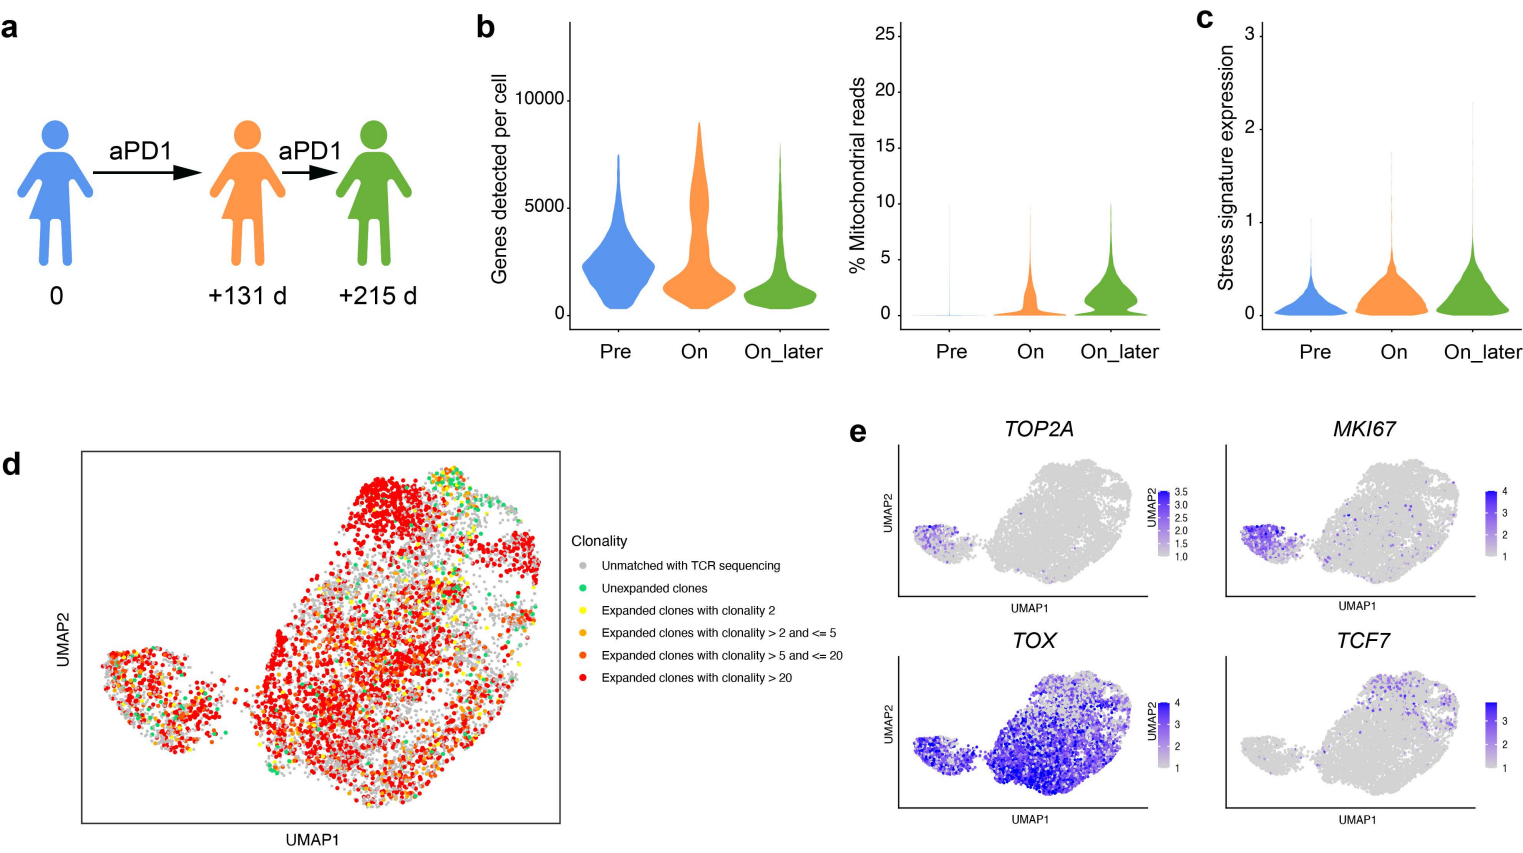 a
aPD1
aPD1
0
+131 d
+215 d
b
Genes detected per cell
10000
5000
0
Pre
On
On_later
% Mitochondrial reads
25
20
15
10
5
0
Pre
On
On_later
c
Stress signature expression
3
2
1
0
Pre
On
On_later
d
UMAP2
UMAP1
Clonality
Unmatched with TCR sequencing
Unexpanded clones
Expanded clones with clonality 2
Expanded clones with clonality > 2 and <= 5
Expanded clones with clonality > 5 and <= 20
Expanded clones with clonality > 20
e
TOP2A
UMAP2
UMAP1
3.5
3.0
2.5
2.0
1.5
1.0
MKI67
UMAP2
UMAP1
4
3
2
1
TOX
UMAP2
UMAP1
4
3
2
1
TCF7
UMAP2
UMAP1
3
2
1